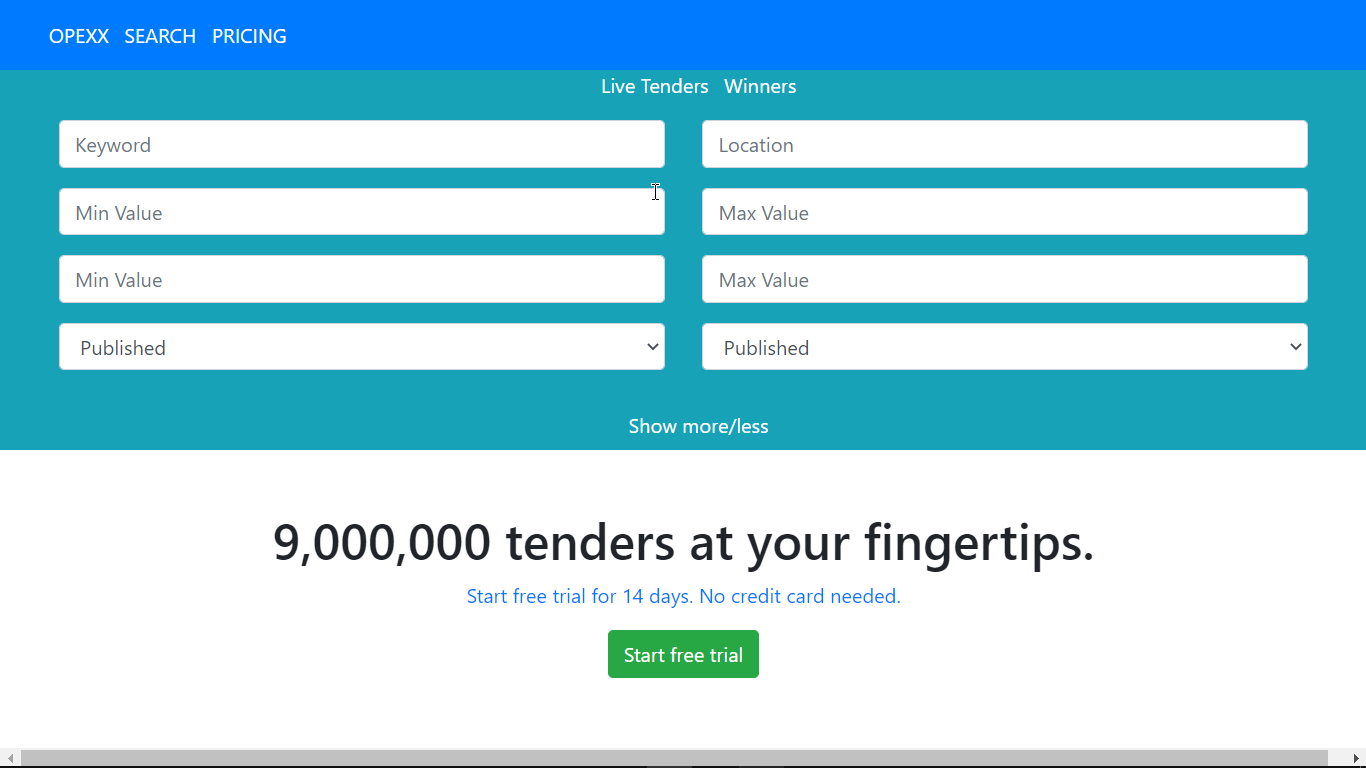 OPEXX SEARCH PRICING
Live Tenders Winners
Keyword Location
Min Value Max Value
Min Value Max Value
Published Published
Show more/less
9,000,000 tenders at your fingertips.
Start free trial for 14 days. No credit card needed.
Start free trial